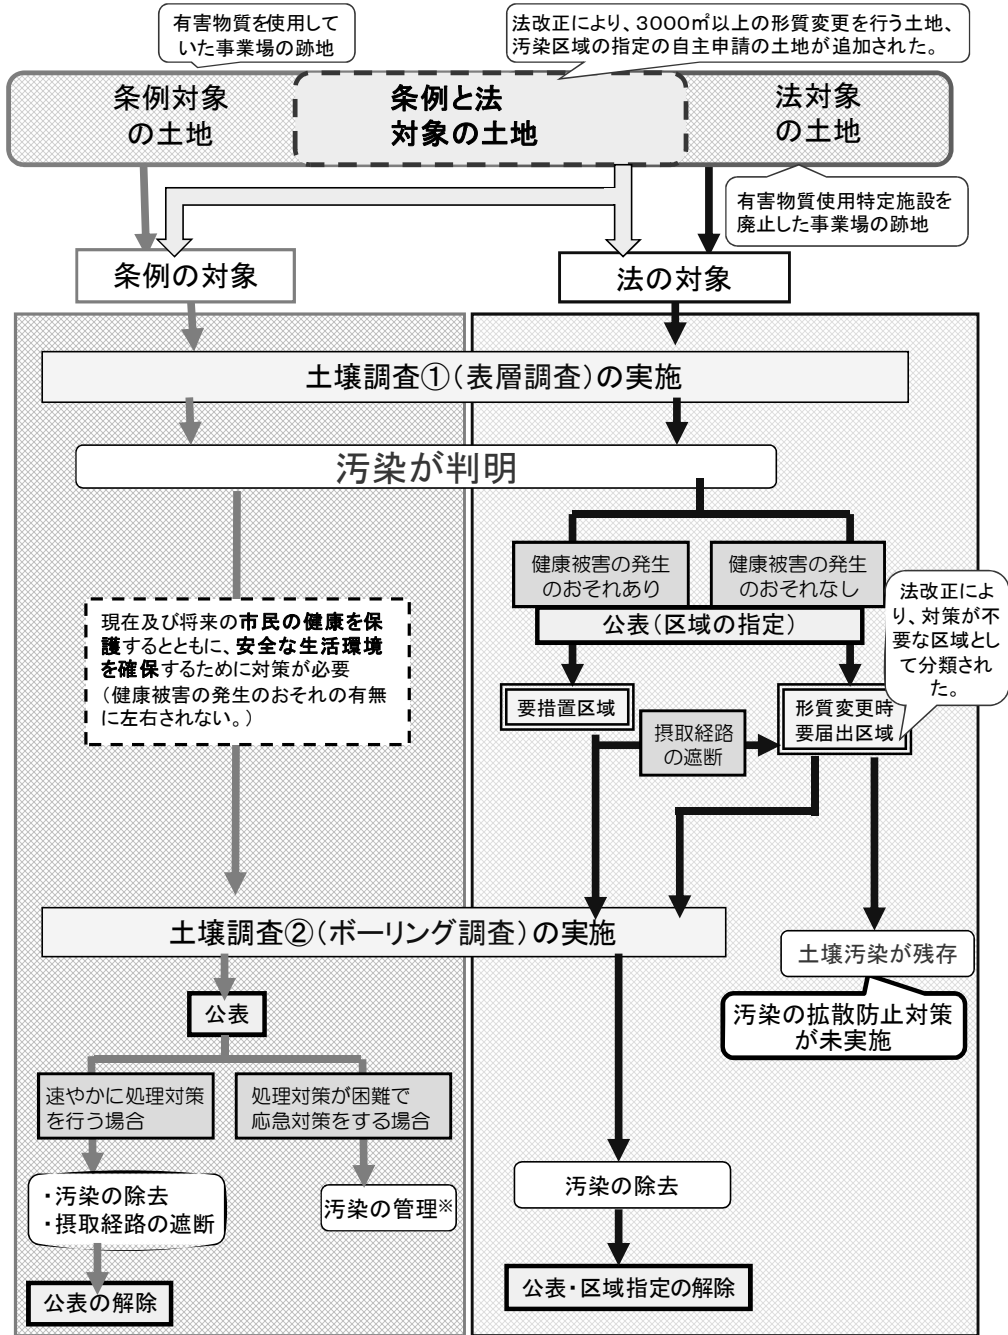 有害物質を使用して
いた事業場の跡地
法改正により、3000㎡以上の形質変更を行う土地、
汚染区域の指定の自主申請の土地が追加された。
条例対象
の土地
条例と法
対象の土地
法対象
の土地
有害物質使用特定施設を
廃止した事業場の跡地
条例の対象
法の対象
土壌調査①（表層調査）の実施
汚染が判明
健康被害の発生
のおそれあり
健康被害の発生
のおそれなし
公表（区域の指定）
法改正によ
り、対策が不
要な区域とし
て分類され
た。
現在及び将来の市民の健康を保
護するとともに、安全な生活環境
を確保するために対策が必要
（健康被害の発生のおそれの有無
に左右されない。）
要措置区域
摂取経路
の遮断
形質変更時
要届出区域
土壌調査②（ボーリング調査）の実施
土壌汚染が残存
汚染の拡散防止対策
が未実施
公表
速やかに処理対策
を行う場合
処理対策が困難で
応急対策をする場合
・汚染の除去
・摂取経路の遮断
汚染の管理※
汚染の除去
公表の解除
公表・区域指定の解除